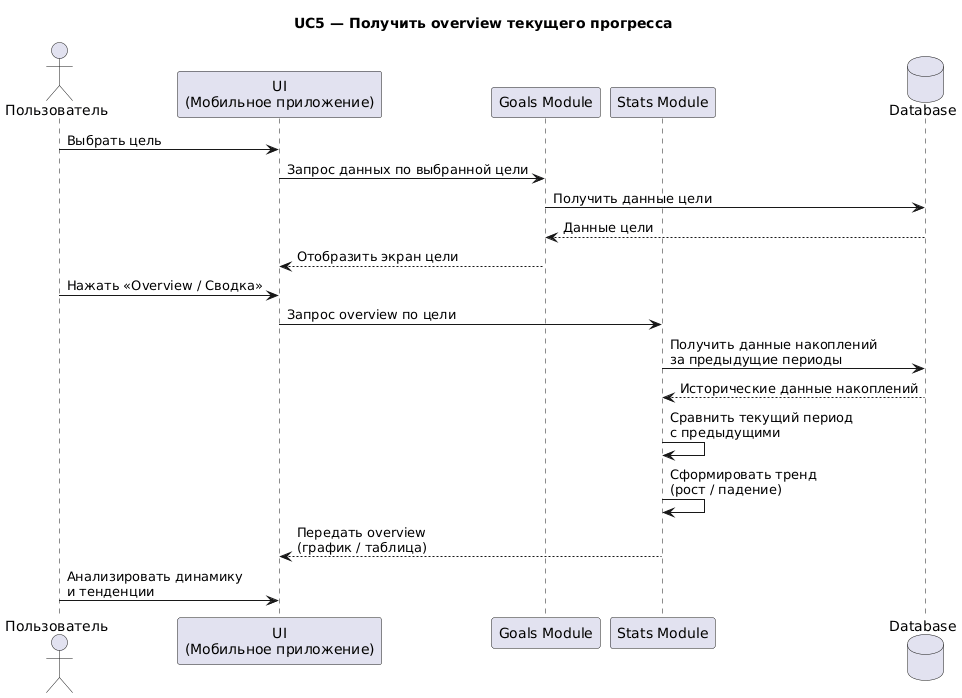 UC5 — Получить overview текущего прогресса
Пользователь
UI
(Мобильное приложение)
Goals Module
Stats Module
Database
Выбрать цель
Запрос данных по выбранной цели
Получить данные цели
Данные цели
Отобразить экран цели
Нажать «Overview / Сводка»
Запрос overview по цели
Получить данные накоплений
за предыдущие периоды
Исторические данные накоплений
Сравнить текущий период
с предыдущими
Сформировать тренд
(рост / падение)
Передать overview
(график / таблица)
Анализировать динамику
и тенденции
Пользователь
UI
(Мобильное приложение)
Goals Module
Stats Module
Database